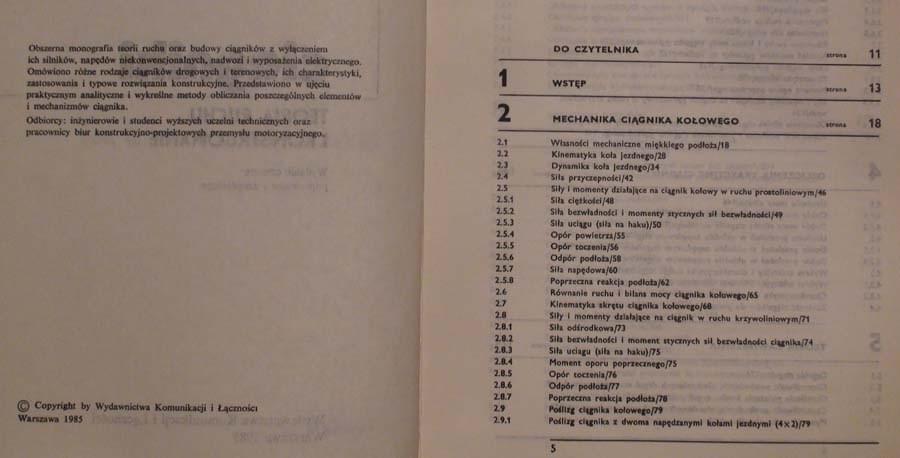 Obszerna monografia teorii ruchu oraz budowy ciągników z wyłączeniem
ich silników, napędów niekonwencjonalnych, nadwozi i wyposażenia elektrycznego.
Omówiono różne rodzaje ciągników drogowych i terenowych, ich charakterystyki,
zastosowania i typowe rozwiązania konstrukcyjne. Przedstawiono w ujęciu
praktycznym analityczne i wykreślne metody obliczania poszczególnych elementów
i mechanizmów ciągnika.
Odbiorcy: inżynierowie i studenci wyższych uczelni technicznych oraz
pracownicy biur konstrukcyjno-projektowych przemysłu motoryzacyjnego.
© Copyright by Wydawnictwa Komunikacji i Łączności
Warszawa 1985
DO CZYTELNIKA strona 11
1 WSTĘP strona 13
2 MECHANIKA CIĄGNIKA KOŁOWEGO strona 18
2.1 Własności mechaniczne miękkiego podłoża/18
2.2 Kinematyka koła jezdnego/28
2.3 Dynamika koła jezdnego/34
2.4 Siła przyczepności/42
2.5 Siły i momenty działające na ciągnik kołowy w ruchu prostoliniowym/46
2.5.1 Siła ciężkości/48
2.5.2 Siła bezwładności i momenty stycznych sił bezwładności/49
2.5.3 Siła uciągu (siła na haku)/50
2.5.4 Opór powietrza/55
2.5.5 Opór toczenia/56
2.5.6 Odpór podłoża/58
2.5.7 Siła napędowa/60
2.5.8 Poprzeczna reakcja podłoża/62
2.6 Równanie ruchu i bilans mocy ciągnika kołowego/65
2.7 Kinematyka skrętu ciągnika kołowego/68
2.8 Siły i momenty działające na ciągnik w ruchu krzywoliniowym/71
2.8.1 Siła odśrodkowa/73
2.8.2 Siła bezwładności i moment stycznych sił bezwładności ciągnika/74
2.8.3 Siła uciągu (siła na haku)/75
2.8.4 Moment oporu poprzecznego/75
2.8.5 Opór toczenia/76
2.8.6 Odpór podłoża/77
2.8.7 Poprzeczna reakcja podłoża/78
2.9 Poślizg ciągnika kołowego/79
2.9.1 Poślizg ciągnika z dwoma napędzanymi kołami jezdnymi (4×2)/79
5